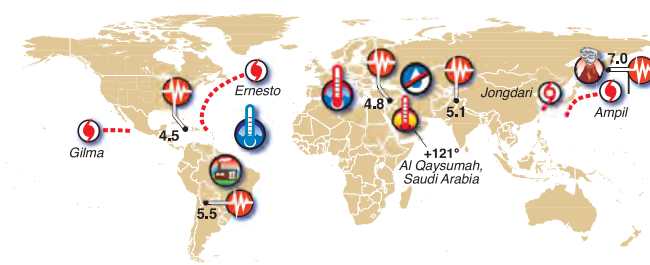 7.0
Ernesto
Jongdari
4.8
5.1
Ampil
4.5
Gilma
+121°
Al Qaysumah,
Saudi Arabia
5.5